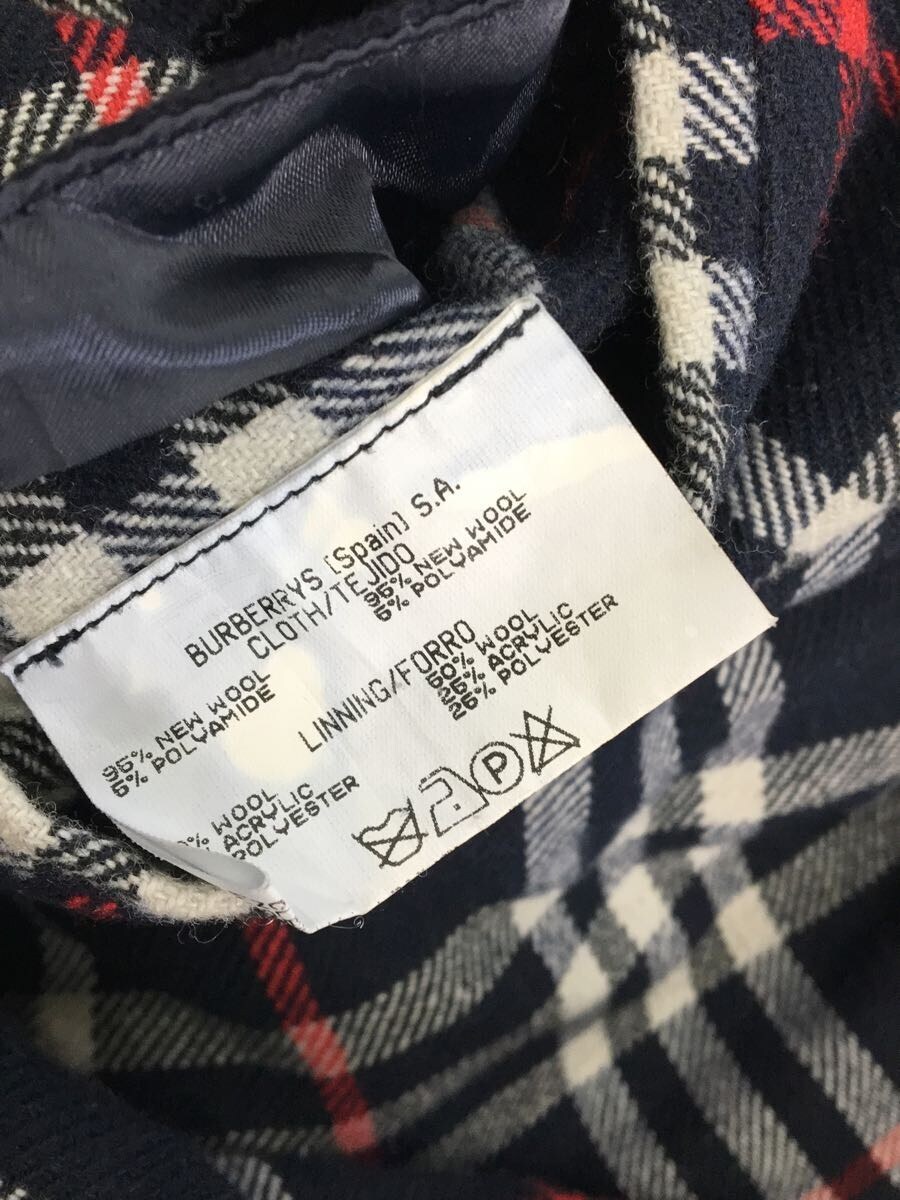 BURBERRYS [Spain] S.A.
CLOTH/TEJIDO
95% NEW WOOL
5% POLYAMIDE
LINNING/FORRO
50% WOOL
25% ACRYLIC
25% POLYESTER
95% NEW WOOL
5% POLYAMIDE
WOOL
ACRYLIC
POLYESTER
P